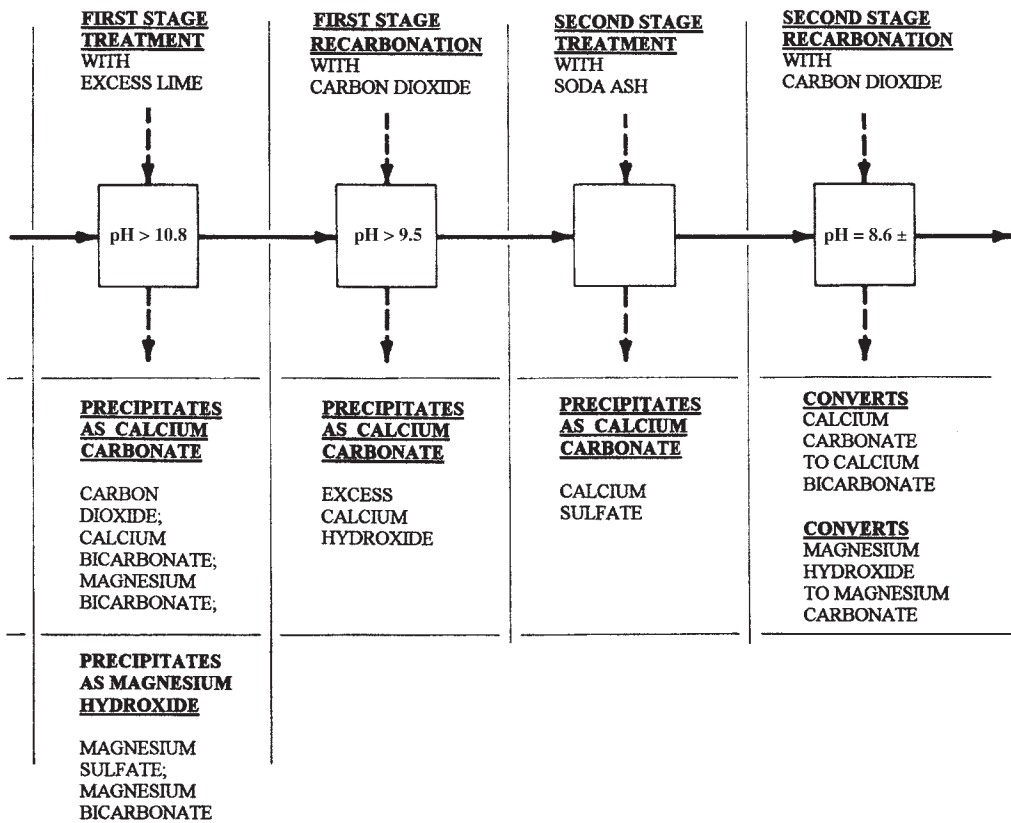 FIRST STAGE
TREATMENT
WITH
EXCESS LIME
FIRST STAGE
RECARBONATION
WITH
CARBON DIOXIDE
SECOND STAGE
TREATMENT
WITH
SODA ASH
SECOND STAGE
RECARBONATION
WITH
CARBON DIOXIDE
pH > 10.8
pH > 9.5
pH = 8.6 ±
PRECIPITATES
AS CALCIUM
CARBONATE
CARBON
DIOXIDE;
CALCIUM
BICARBONATE;
MAGNESIUM
BICARBONATE;
PRECIPITATES
AS CALCIUM
CARBONATE
EXCESS
CALCIUM
HYDROXIDE
PRECIPITATES
AS CALCIUM
CARBONATE
CALCIUM
SULFATE
CONVERTS
CALCIUM
CARBONATE
TO CALCIUM
BICARBONATE
CONVERTS
MAGNESIUM
HYDROXIDE
TO MAGNESIUM
CARBONATE
PRECIPITATES
AS MAGNESIUM
HYDROXIDE
MAGNESIUM
SULFATE;
MAGNESIUM
BICARBONATE